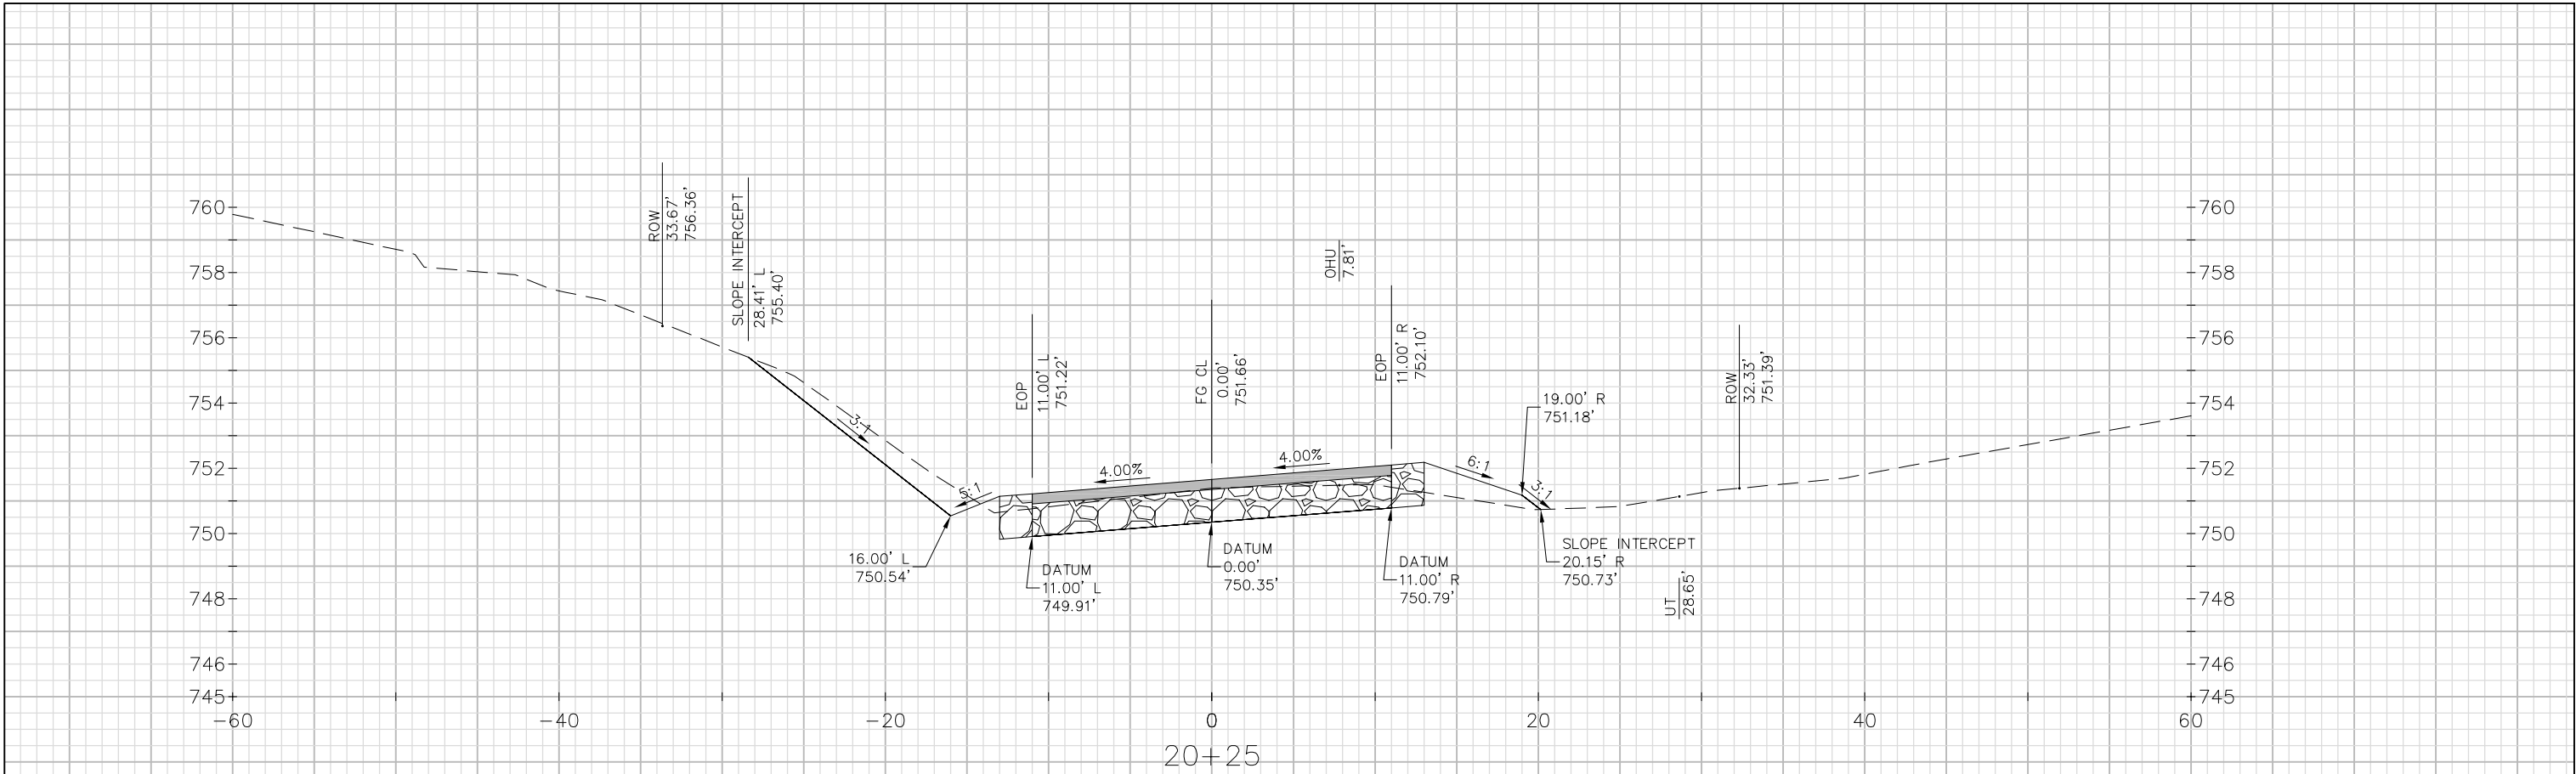 ROW
33.67'
756.36'
SLOPE INTERCEPT
28.41' L
755.40'
EOP
11.00' L
751.22'
FG CL
0.00'
751.66'
OHU
7.81'
EOP
11.00' R
752.10'
ROW
32.33'
751.39'
19.00' R
751.18'
3:1
5:1
4.00%
4.00%
6:1
3:1
16.00' L
750.54'
DATUM
11.00' L
749.91'
DATUM
0.00'
750.35'
DATUM
11.00' R
750.79'
SLOPE INTERCEPT
20.15' R
750.73'
UT
28.65'
760
758
756
754
752
750
748
746
745
760
758
756
754
752
750
748
746
745
-60
-40
-20
0
20
40
60
20+25